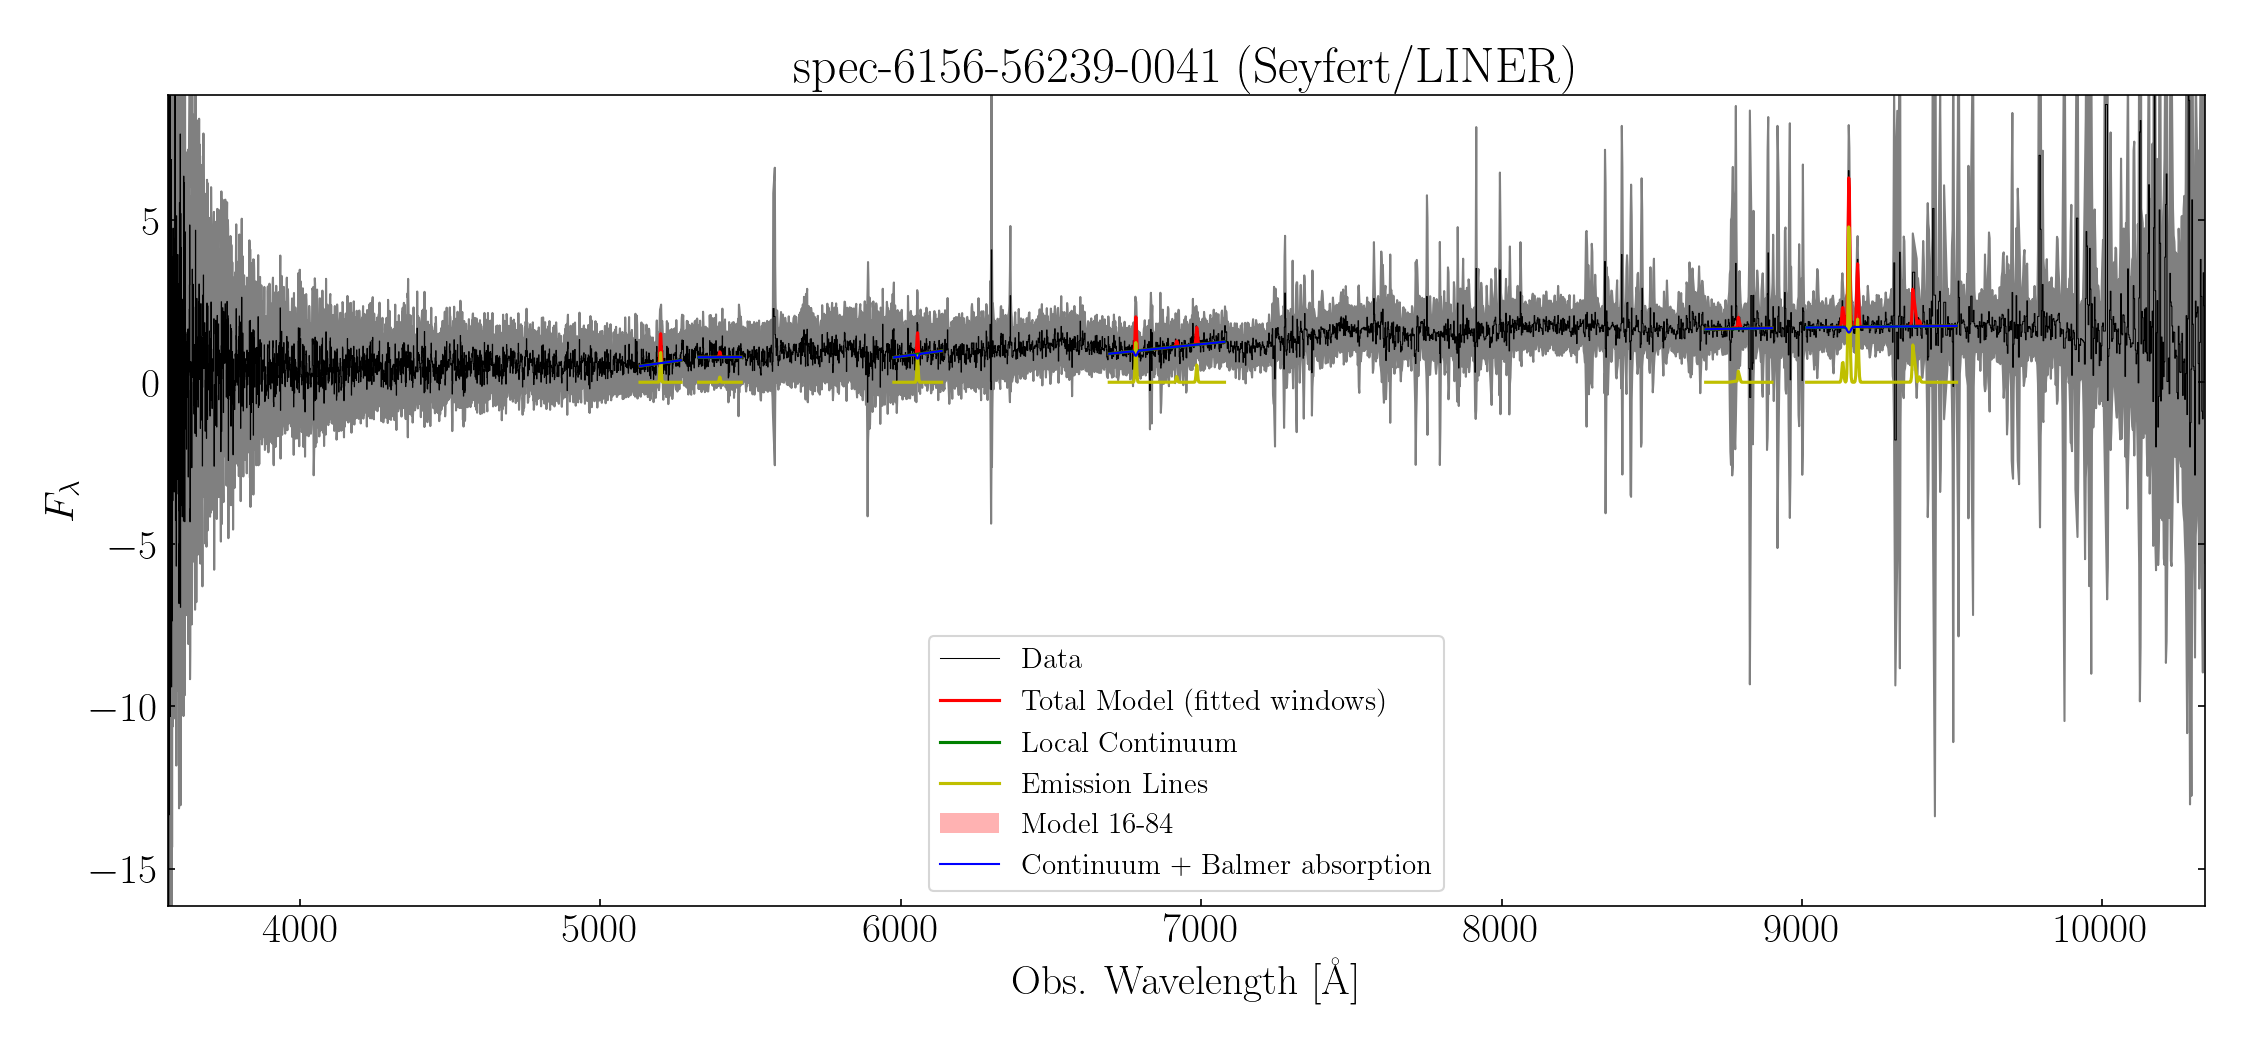 spec-6156-56239-0041 (Seyfert/LINER)
5
0
−5
−10
−15
F_λ
Data
Total Model (fitted windows)
Local Continuum
Emission Lines
Model 16-84
Continuum + Balmer absorption
4000 5000 6000 7000 8000 9000 10000
Obs. Wavelength [Å]